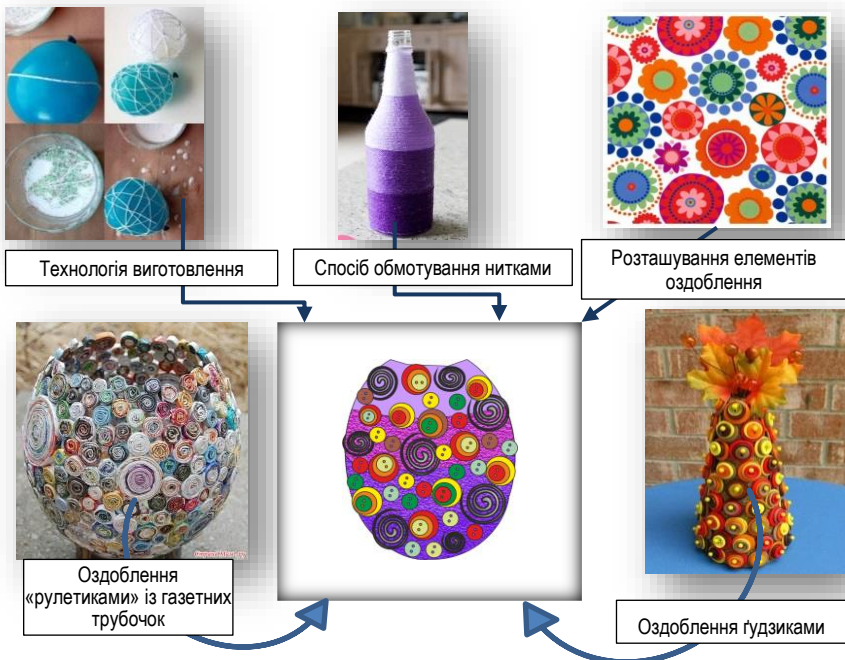 Технологія виготовлення
Спосіб обмотування нитками
Розташування елементів
оздоблення
Оздоблення
«рулетиками» із газетних
трубочок
Оздоблення ґудзиками